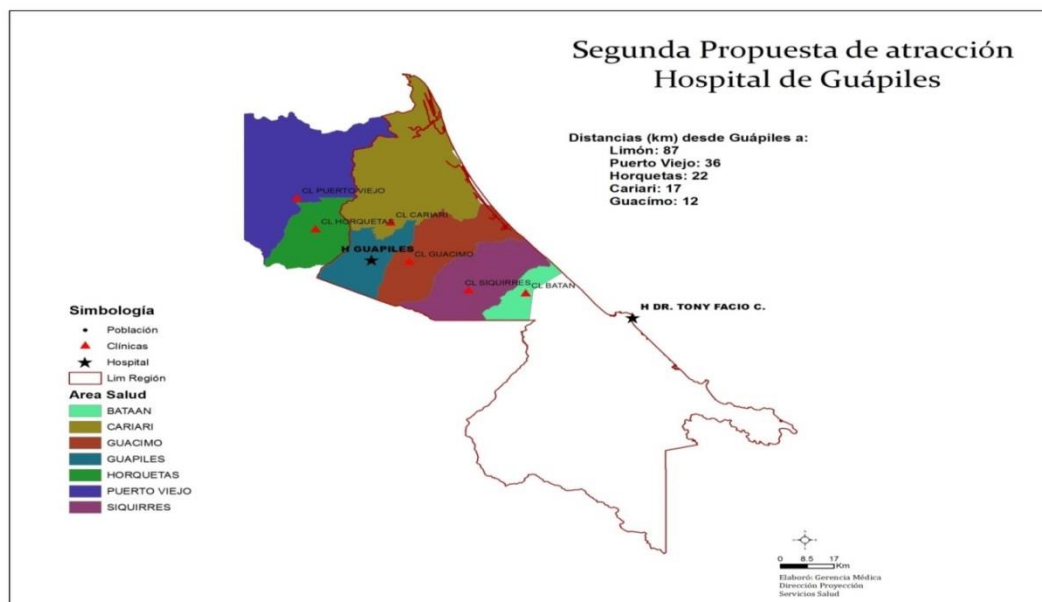 Segunda Propuesta de atracción
Hospital de Guápiles
Distancias (km) desde Guápiles a:
Limón: 87
Puerto Viejo: 36
Horquetas: 22
Cariari: 17
Guacímo: 12
CL PUERTO VIEJO
CL CARIARI
CL HORQUETAS
H GUAPILES
CL GUACIMO
CL SIQUIRRES
CL BATAN
H DR. TONY FACIO C.
Simbología
Población
Clínicas
Hospital
Lim Región
Area Salud
BATAAN
CARIARI
GUACIMO
GUAPILES
HORQUETAS
PUERTO VIEJO
SIQUIRRES
0 8.5 17
Km
Elaboró: Gerencia Médica
Dirección Proyección
Servicios Salud